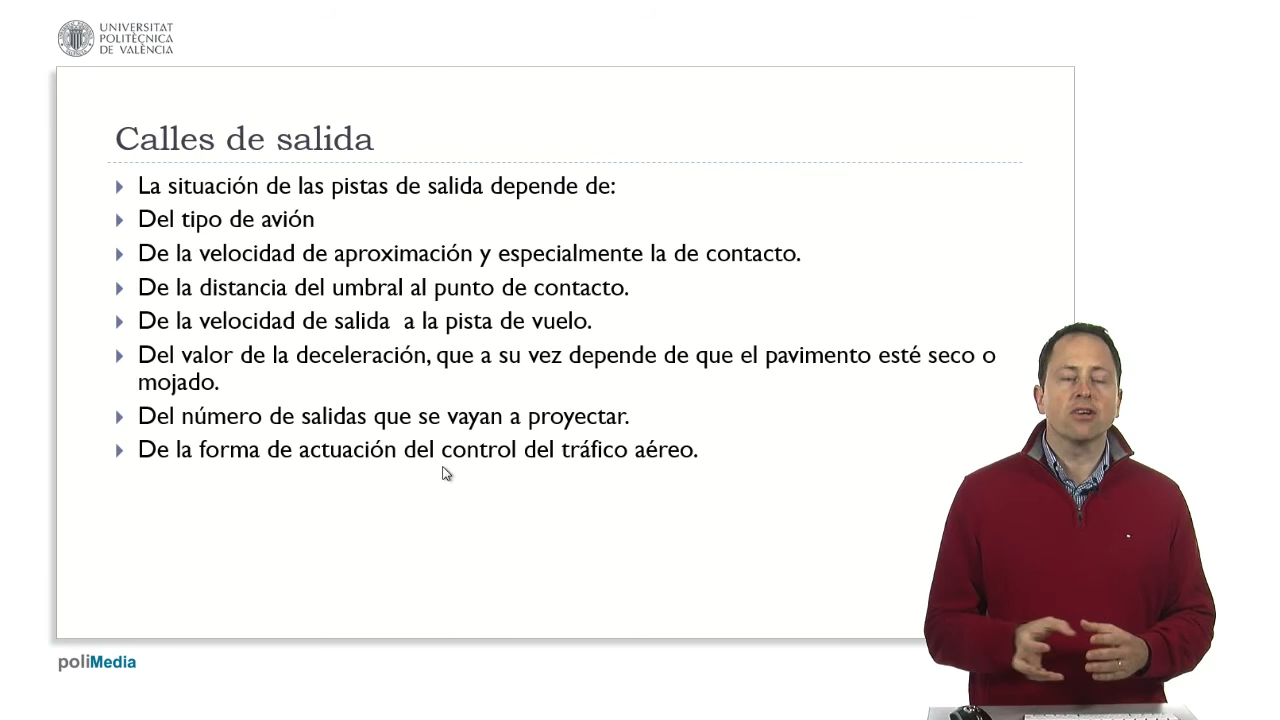 UNIVERSITAT
POLITÈCNICA
DE VALÈNCIA
Calles de salida
La situación de las pistas de salida depende de:
Del tipo de avión
De la velocidad de aproximación y especialmente la de contacto.
De la distancia del umbral al punto de contacto.
De la velocidad de salida a la pista de vuelo.
Del valor de la deceleración, que a su vez depende de que el pavimento esté seco o
mojado.
Del número de salidas que se vayan a proyectar.
De la forma de actuación del control del tráfico aéreo.
poliMedia